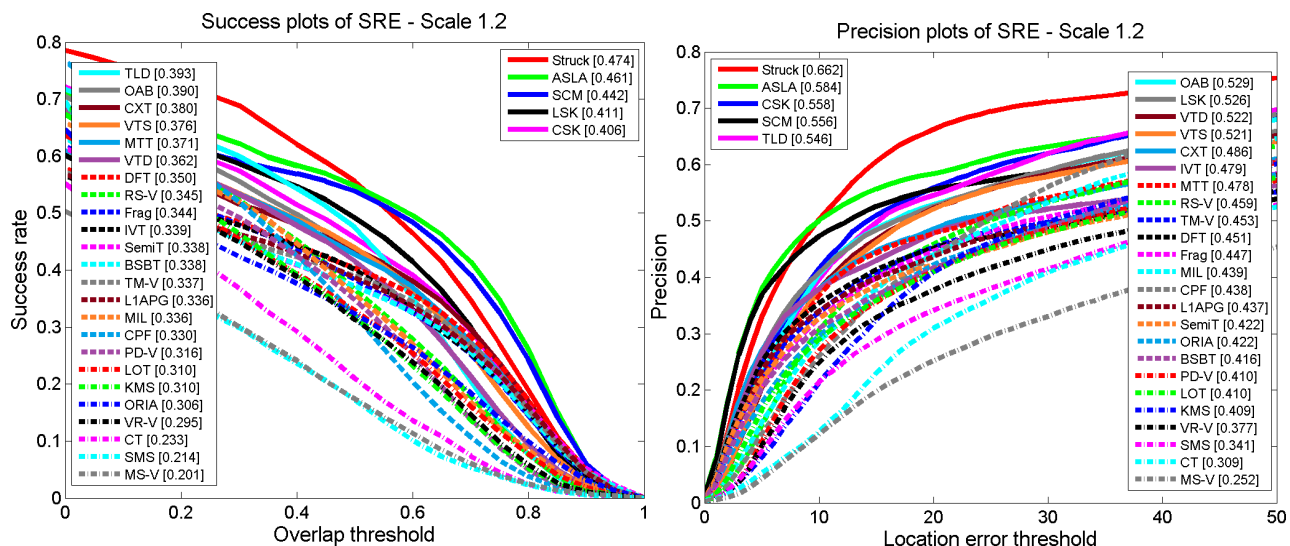 Success plots of SRE - Scale 1.2
0.8
0.7
0.6
0.5
0.4
0.3
0.2
0.1
0
Success rate
TLD [0.393]
OAB [0.390]
CXT [0.380]
VTS [0.376]
MTT [0.371]
VTD [0.362]
DFT [0.350]
RS-V [0.345]
Frag [0.344]
IVT [0.339]
SemiT [0.338]
BSBT [0.338]
TM-V [0.337]
L1APG [0.336]
MIL [0.336]
CPF [0.330]
PD-V [0.316]
LOT [0.310]
KMS [0.310]
ORIA [0.306]
VR-V [0.295]
CT [0.233]
SMS [0.214]
MS-V [0.201]
Struck [0.474]
ASLA [0.461]
SCM [0.442]
LSK [0.411]
CSK [0.406]
0 0.2 0.4 0.6 0.8 1
Overlap threshold
Precision plots of SRE - Scale 1.2
0.8
0.7
0.6
0.5
0.4
0.3
0.2
0.1
0
Precision
Struck [0.662]
ASLA [0.584]
CSK [0.558]
SCM [0.556]
TLD [0.546]
OAB [0.529]
LSK [0.526]
VTD [0.522]
VTS [0.521]
CXT [0.486]
IVT [0.479]
MTT [0.478]
RS-V [0.459]
TM-V [0.453]
DFT [0.451]
Frag [0.447]
MIL [0.439]
CPF [0.438]
L1APG [0.437]
SemiT [0.422]
ORIA [0.422]
BSBT [0.416]
PD-V [0.410]
LOT [0.410]
KMS [0.409]
VR-V [0.377]
SMS [0.341]
CT [0.309]
MS-V [0.252]
0 10 20 30 40 50
Location error threshold